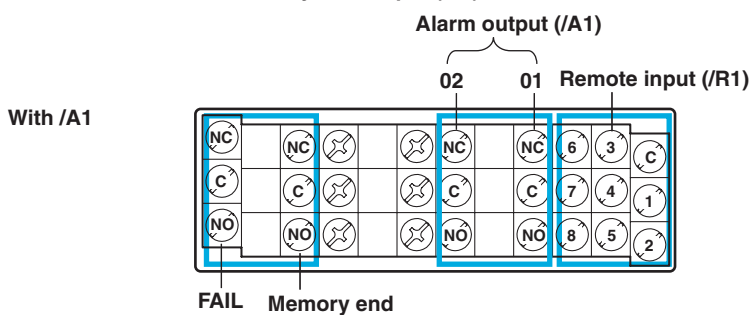 Alarm output (/A1)
02 01 Remote input (/R1)
With /A1
NC NC NC NC 6 3 C
C C C C 7 4 1
NO NO NO NO 8 5 2
FAIL Memory end